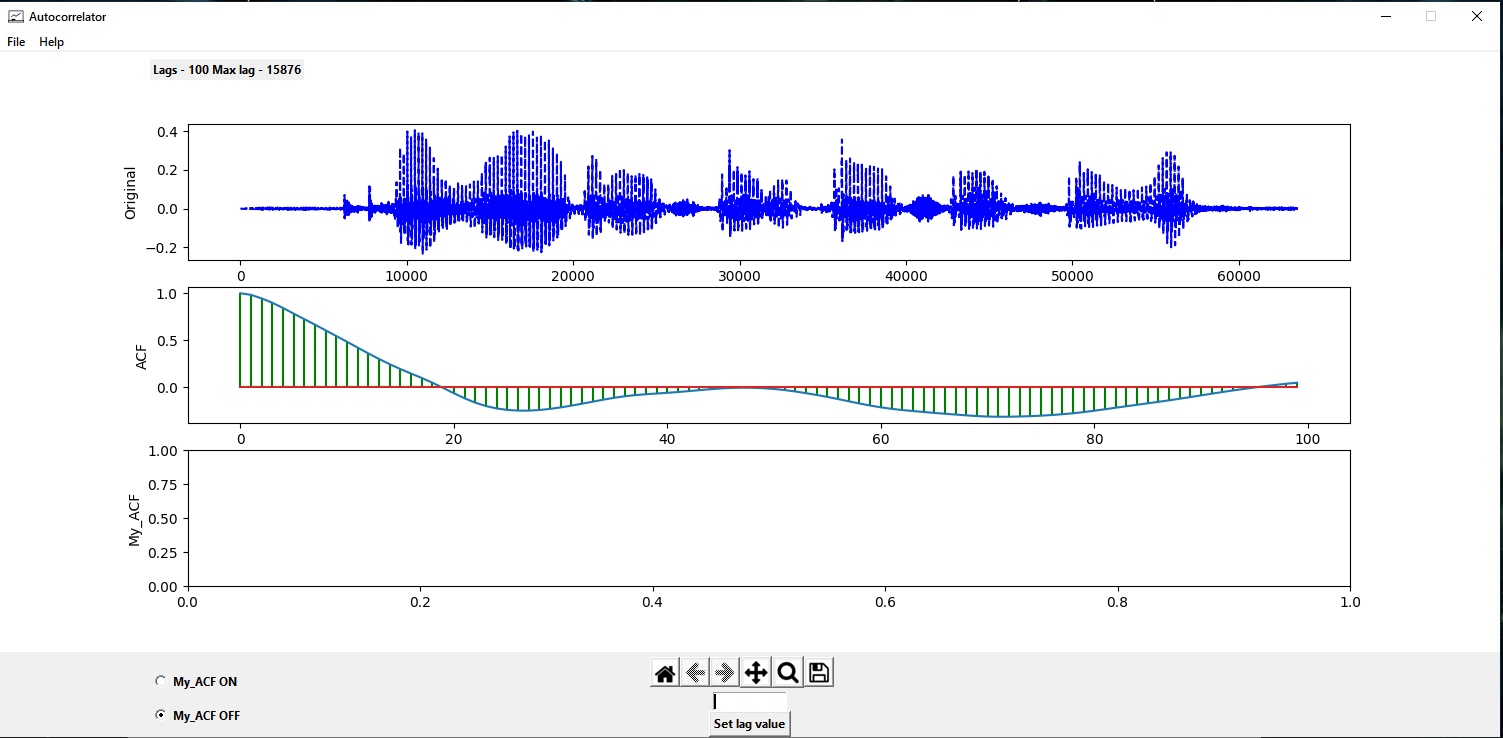 Autocorrelator
File Help
Lags - 100 Max lag - 15876
Original
0.4
0.2
0.0
−0.2
0 10000 20000 30000 40000 50000 60000
ACF
1.0
0.5
0.0
0 20 40 60 80 100
My_ACF
1.00
0.75
0.50
0.25
0.00
0.0 0.2 0.4 0.6 0.8 1.0
My_ACF ON
My_ACF OFF
Set lag value